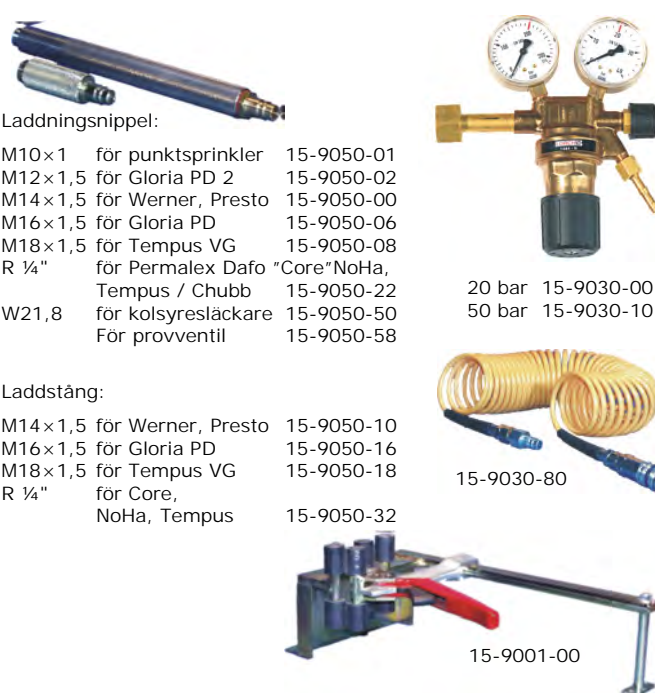 Laddningsnippel:
M10×1 för punktsprinkler 15-9050-01
M12×1,5 för Gloria PD 2 15-9050-02
M14×1,5 för Werner, Presto 15-9050-00
M16×1,5 för Gloria PD 15-9050-06
M18×1,5 för Tempus VG 15-9050-08
R ¼" för Permalex Dafo "Core"NoHa,
Tempus / Chubb 15-9050-22
W21,8 för kolsyresläckare 15-9050-50
För provventil 15-9050-58
Laddstång:
M14×1,5 för Werner, Presto 15-9050-10
M16×1,5 för Gloria PD 15-9050-16
M18×1,5 för Tempus VG 15-9050-18
R ¼" för Core,
NoHa, Tempus 15-9050-32
20 bar 15-9030-00
50 bar 15-9030-10
15-9030-80
15-9001-00